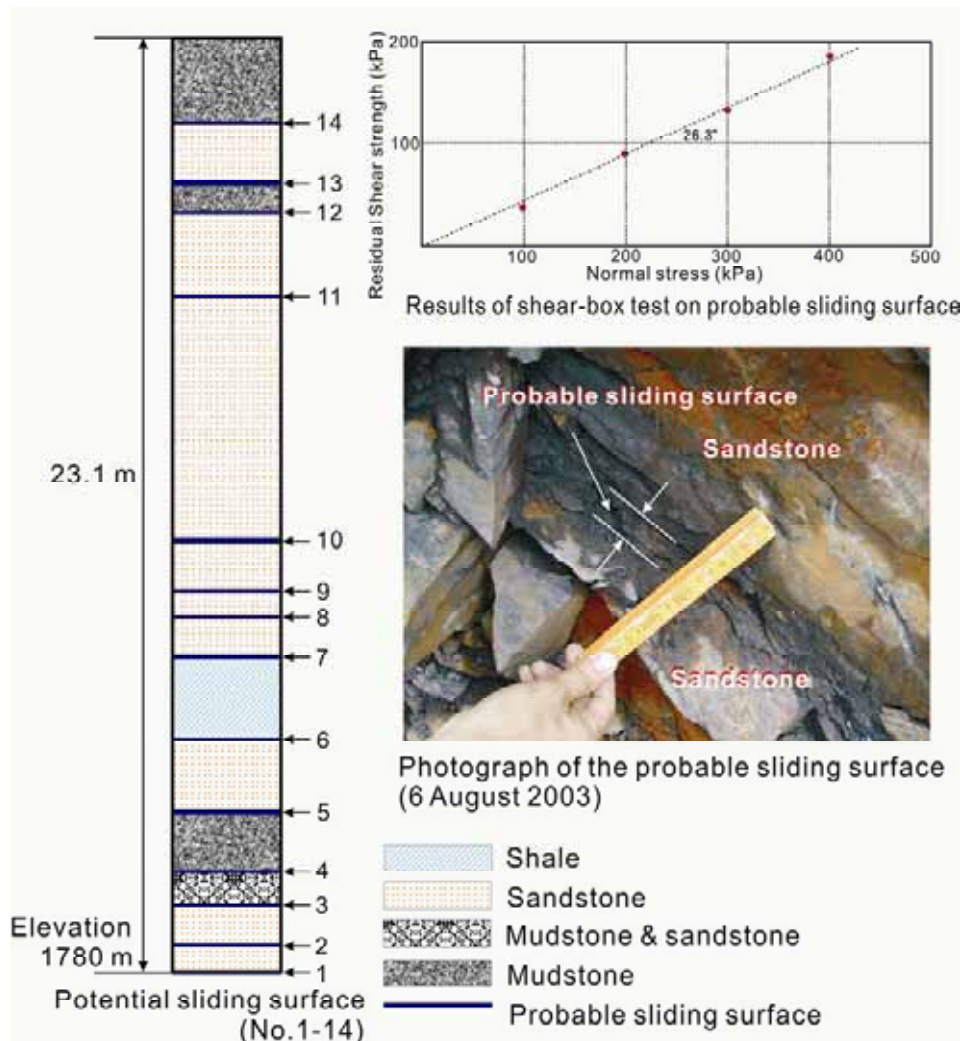 14
13
12
11
10
9
8
7
6
5
4
3
2
1
23.1 m
Elevation
1780 m
Potential sliding surface
(No.1-14)
Residual Shear strength (kPa)
200
100
26.3°
100 200 300 400 500
Normal stress (kPa)
Results of shear-box test on probable sliding surface
Probable sliding surface
Sandstone
Sandstone
Photograph of the probable sliding surface
(6 August 2003)
Shale
Sandstone
Mudstone & sandstone
Mudstone
Probable sliding surface